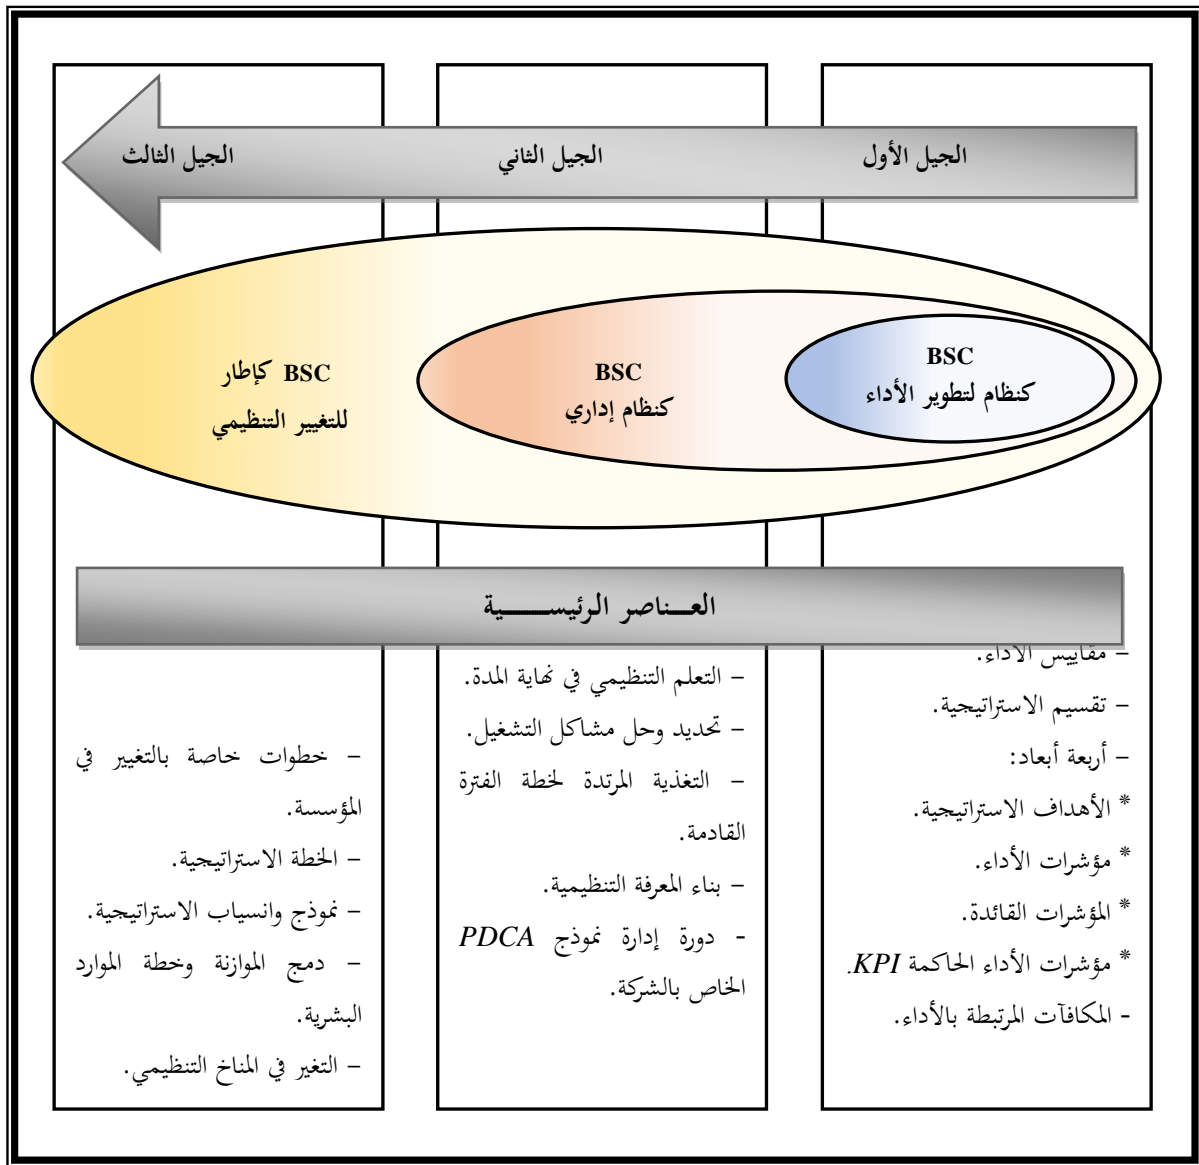 الجيل الأول
الجيل الثاني
الجيل الثالث
BSC
كنظام لتطوير الأداء
BSC
كنظام إداري
BSC كإطار
للتغيير التنظيمي
العـــناصر الرئيســـــية
– مقاييس الأداء.
– تقسيم الاستراتيجية.
– أربعة أبعاد:
* الأهداف الاستراتيجية.
* مؤشرات الأداء.
* المؤشرات القائدة.
* مؤشرات الأداء الحاكمة KPI.
- المكافآت المرتبطة بالأداء.
– التعلم التنظيمي في نهاية المدة.
– تحديد وحل مشاكل التشغيل.
– التغذية المرتدة لخطة الفترة
القادمة.
– بناء المعرفة التنظيمية.
- دورة إدارة نموذج PDCA
الخاص بالشركة.
– خطوات خاصة بالتغيير في
المؤسسة.
– الخطة الاستراتيجية.
– نموذج وانسياب الاستراتيجية.
– دمج الموازنة وخطة الموارد
البشرية.
– التغير في المناخ التنظيمي.